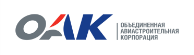 ОАК
ОБЪЕДИНЕННАЯ
АВИАСТРОИТЕЛЬНАЯ
КОРПОРАЦИЯ